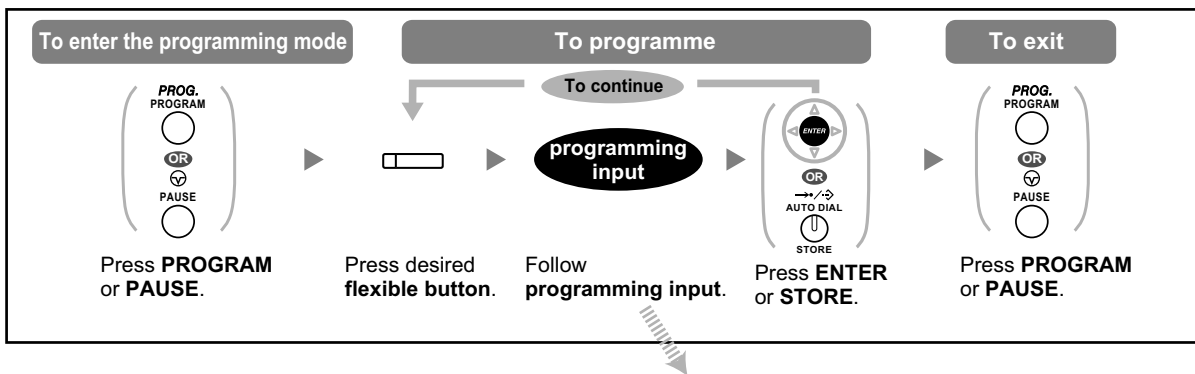 To enter the programming mode
To programme
To exit
To continue
PROG.
PROGRAM
OR
PAUSE
programming
input
ENTER
OR
AUTO DIAL
STORE
PROG.
PROGRAM
OR
PAUSE
Press PROGRAM
or PAUSE.
Press desired
flexible button.
Follow
programming input.
Press ENTER
or STORE.
Press PROGRAM
or PAUSE.